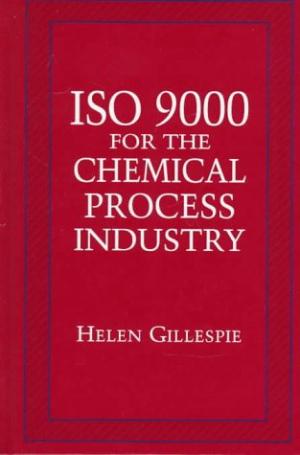 ISO 9000
FOR THE
CHEMICAL
PROCESS
INDUSTRY
HELEN GILLESPIE